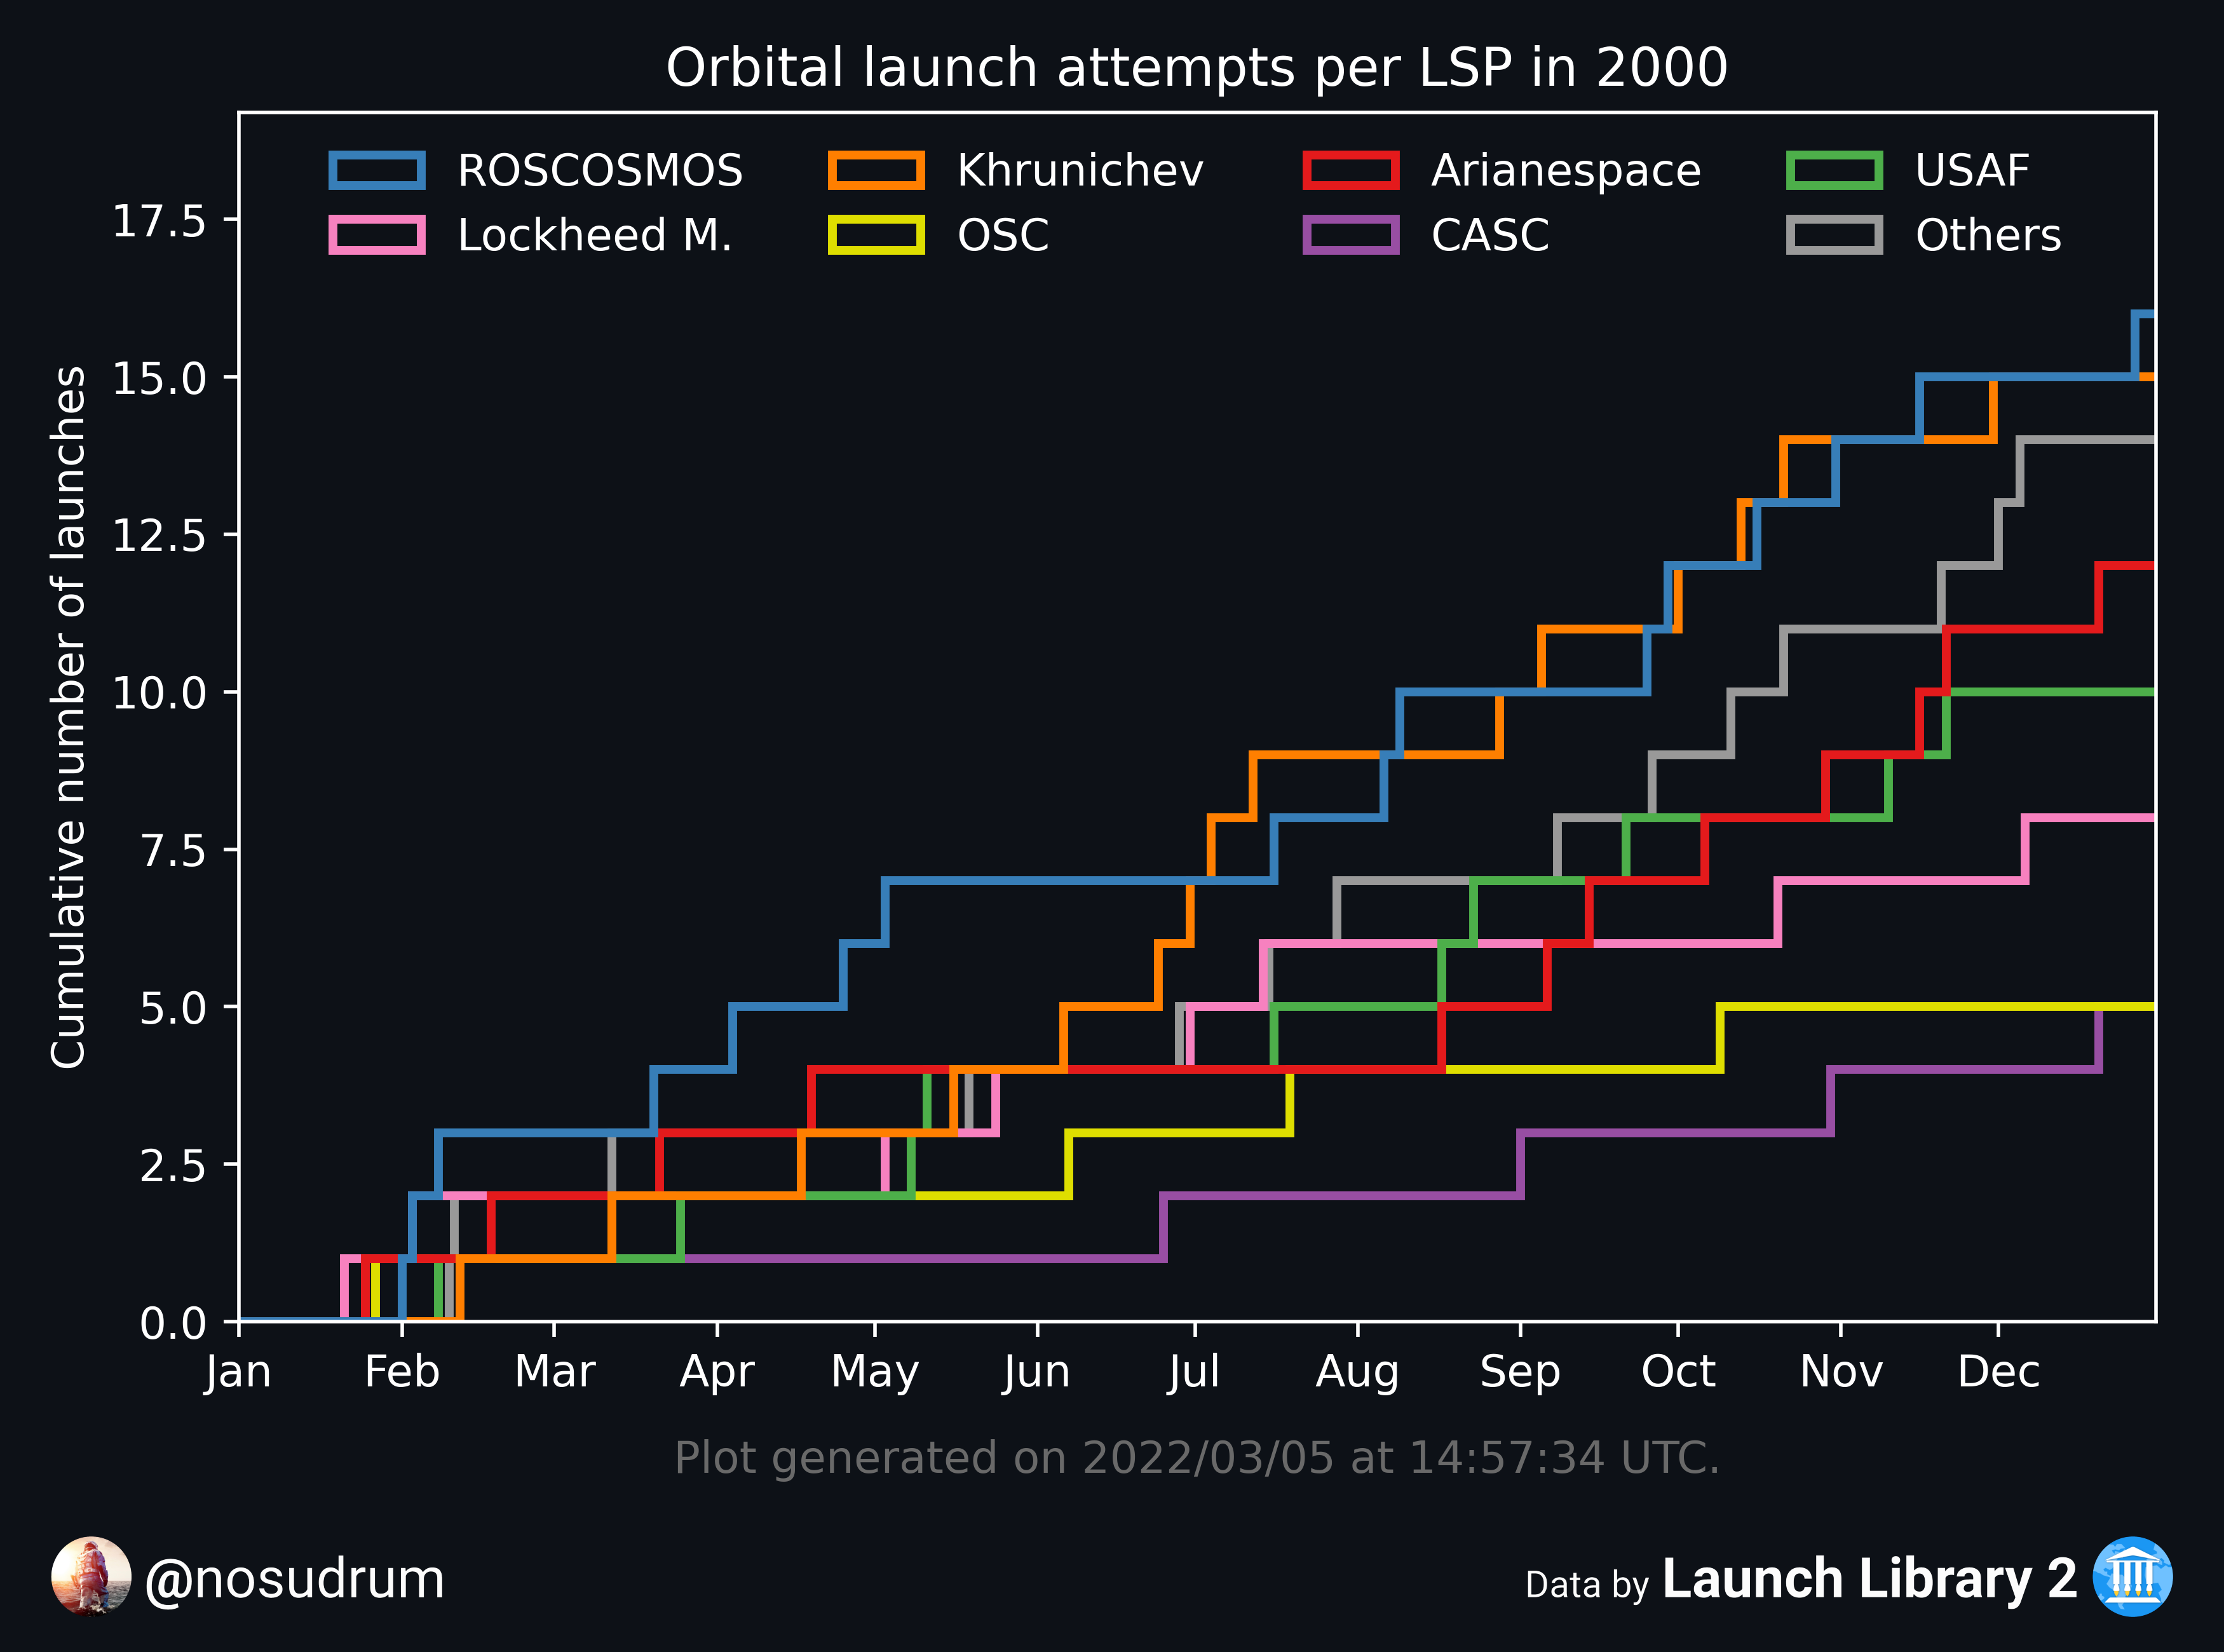 Orbital launch attempts per LSP in 2000
ROSCOSMOS Khrunichev Arianespace USAF
Lockheed M. OSC CASC Others
Cumulative number of launches
17.5
15.0
12.5
10.0
7.5
5.0
2.5
0.0
Jan Feb Mar Apr May Jun Jul Aug Sep Oct Nov Dec
Plot generated on 2022/03/05 at 14:57:34 UTC.
@nosudrum
Data by Launch Library 2